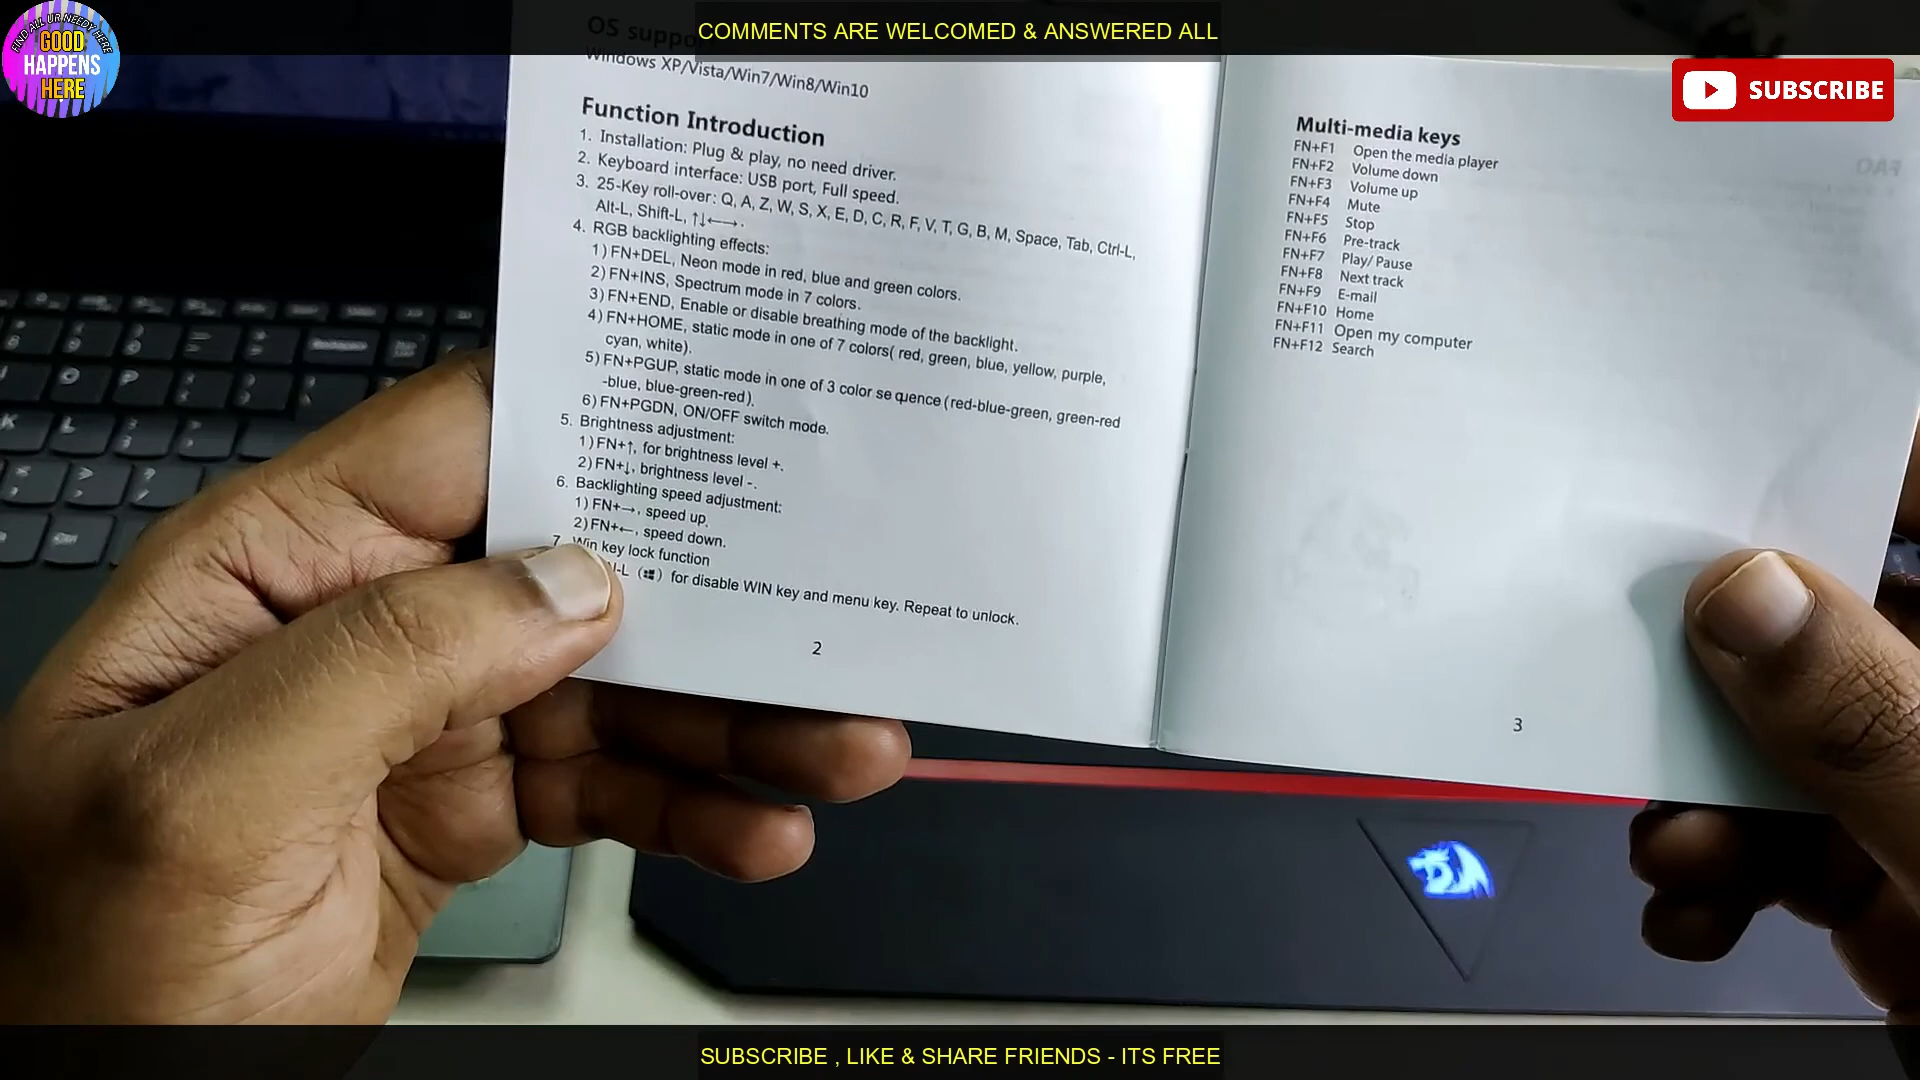 COMMENTS ARE WELCOMED & ANSWERED ALL
FIND ALL UR NEEDY HERE
GOOD
HAPPENS
HERE
SUBSCRIBE
OS
Windows XP/Vista/Win7/Win8/Win10
Function Introduction
1. Installation: Plug & play, no need driver.
2. Keyboard interface: USB port, Full speed.
3. 25-Key roll-over: Q, A, Z, W, S, X, E, D, C, R, F, V, T, G, B, M, Space, Tab, Ctrl-L,
Alt-L, Shift-L, ↑↓←→.
4. RGB backlighting effects:
1) FN+DEL, Neon mode in red, blue and green colors.
2) FN+INS, Spectrum mode in 7 colors.
3) FN+END, Enable or disable breathing mode of the backlight.
4) FN+HOME, static mode in one of 7 colors( red, green, blue, yellow, purple,
cyan, white).
5) FN+PGUP, static mode in one of 3 color se quence (red-blue-green, green-red
-blue, blue-green-red).
6) FN+PGDN, ON/OFF switch mode.
5. Brightness adjustment:
1) FN+↑, for brightness level +.
2) FN+↓, brightness level -.
6. Backlighting speed adjustment:
1) FN+→, speed up.
2) FN+←, speed down.
7. Win key lock function
-L ( ) for disable WIN key and menu key. Repeat to unlock.
2
Multi-media keys
FN+F1 Open the media player
FN+F2 Volume down
FN+F3 Volume up
FN+F4 Mute
FN+F5 Stop
FN+F6 Pre-track
FN+F7 Play/ Pause
FN+F8 Next track
FN+F9 E-mail
FN+F10 Home
FN+F11 Open my computer
FN+F12 Search
3
SUBSCRIBE , LIKE & SHARE FRIENDS - ITS FREE